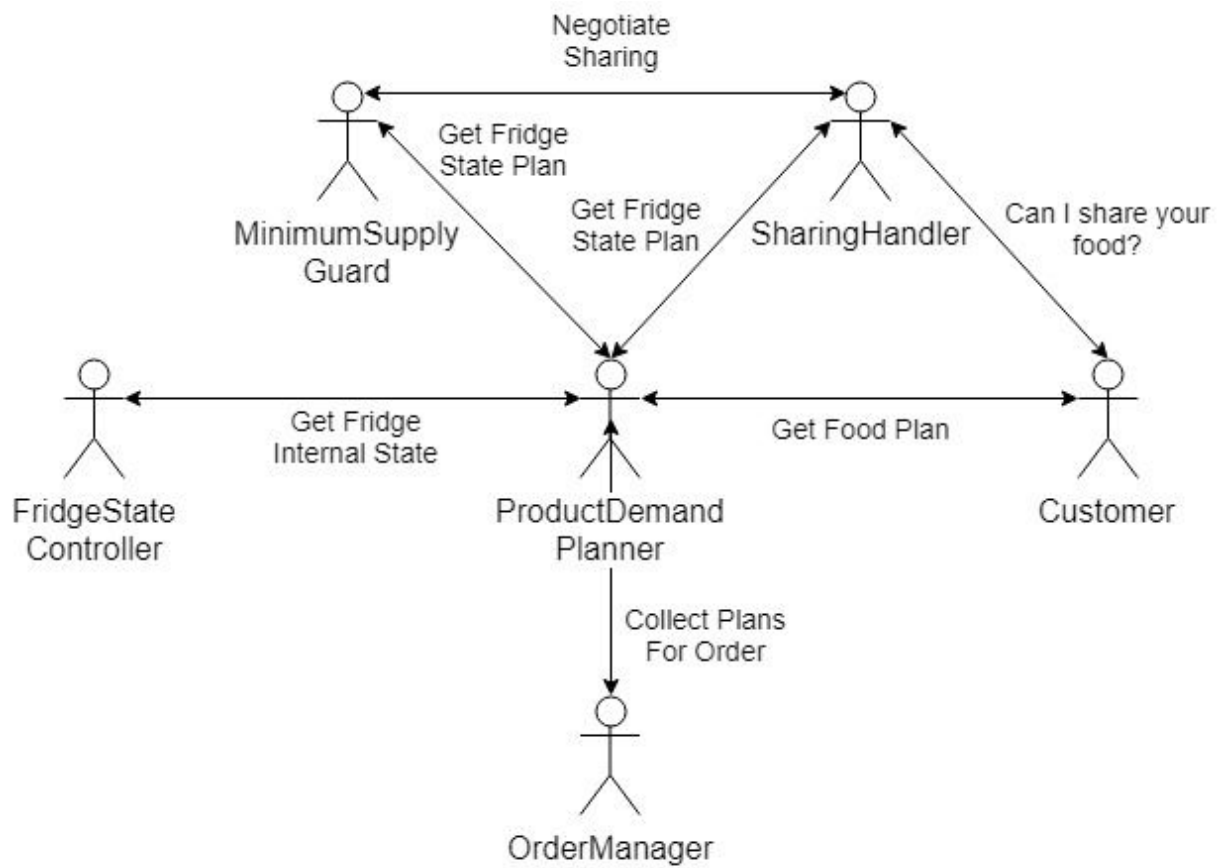 Negotiate
Sharing
Get Fridge
State Plan
Get Fridge
State Plan
MinimumSupply
Guard
SharingHandler
Can I share your
food?
Get Fridge
Internal State
Get Food Plan
FridgeState
Controller
ProductDemand
Planner
Customer
Collect Plans
For Order
OrderManager